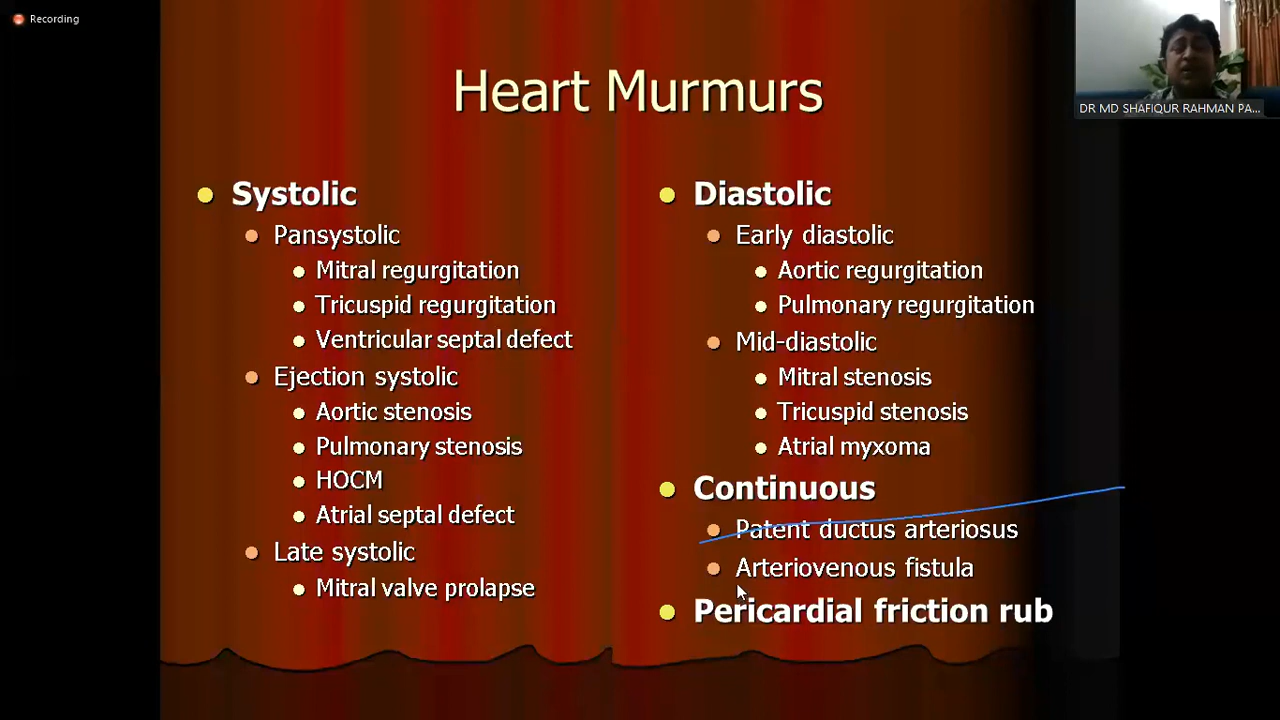 Recording
DR MD SHAFIQUR RAHMAN PA...
Heart Murmurs
Systolic
Pansystolic
Mitral regurgitation
Tricuspid regurgitation
Ventricular septal defect
Ejection systolic
Aortic stenosis
Pulmonary stenosis
HOCM
Atrial septal defect
Late systolic
Mitral valve prolapse
Diastolic
Early diastolic
Aortic regurgitation
Pulmonary regurgitation
Mid-diastolic
Mitral stenosis
Tricuspid stenosis
Atrial myxoma
Continuous
Patent ductus arteriosus
Arteriovenous fistula
Pericardial friction rub